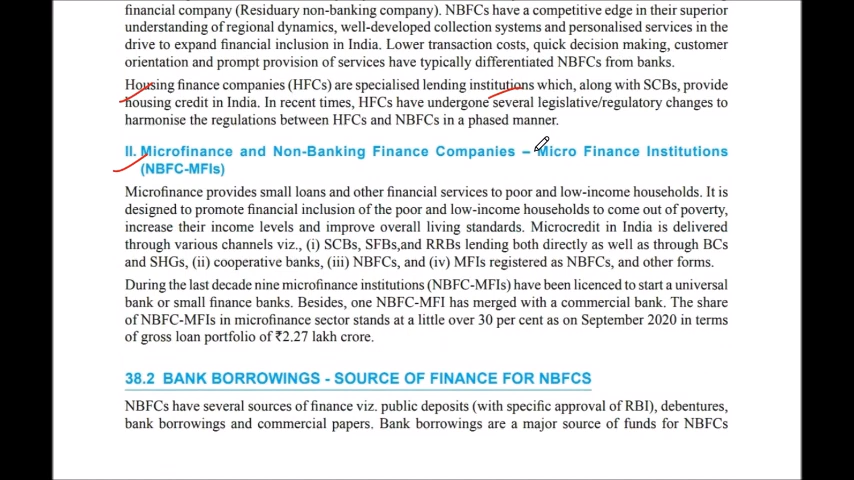 financial company (Residuary non-banking company). NBFCs have a competitive edge in their superior
understanding of regional dynamics, well-developed collection systems and personalised services in the
drive to expand financial inclusion in India. Lower transaction costs, quick decision making, customer
orientation and prompt provision of services have typically differentiated NBFCs from banks.
Housing finance companies (HFCs) are specialised lending institutions which, along with SCBs, provide
housing credit in India. In recent times, HFCs have undergone several legislative/regulatory changes to
harmonise the regulations between HFCs and NBFCs in a phased manner.
II. Microfinance and Non-Banking Finance Companies – Micro Finance Institutions
(NBFC-MFIs)
Microfinance provides small loans and other financial services to poor and low-income households. It is
designed to promote financial inclusion of the poor and low-income households to come out of poverty,
increase their income levels and improve overall living standards. Microcredit in India is delivered
through various channels viz., (i) SCBs, SFBs,and RRBs lending both directly as well as through BCs
and SHGs, (ii) cooperative banks, (iii) NBFCs, and (iv) MFIs registered as NBFCs, and other forms.
During the last decade nine microfinance institutions (NBFC-MFIs) have been licenced to start a universal
bank or small finance banks. Besides, one NBFC-MFI has merged with a commercial bank. The share
of NBFC-MFIs in microfinance sector stands at a little over 30 per cent as on September 2020 in terms
of gross loan portfolio of ₹2.27 lakh crore.
38.2 BANK BORROWINGS - SOURCE OF FINANCE FOR NBFCS
NBFCs have several sources of finance viz. public deposits (with specific approval of RBI), debentures,
bank borrowings and commercial papers. Bank borrowings are a major source of funds for NBFCs